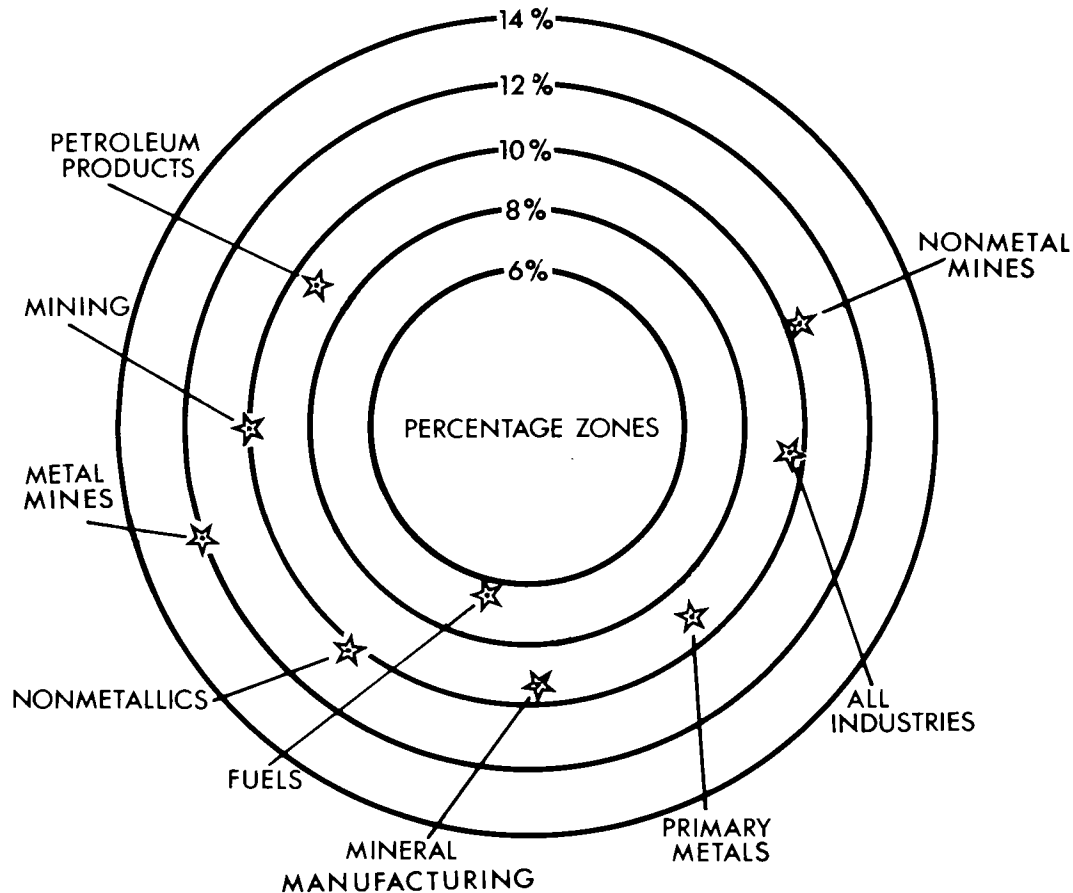 14%
12%
10%
8%
6%
PETROLEUM
PRODUCTS
NONMETAL
MINES
MINING
PERCENTAGE ZONES
METAL
MINES
NONMETALLICS
ALL
INDUSTRIES
FUELS
PRIMARY
METALS
MINERAL
MANUFACTURING